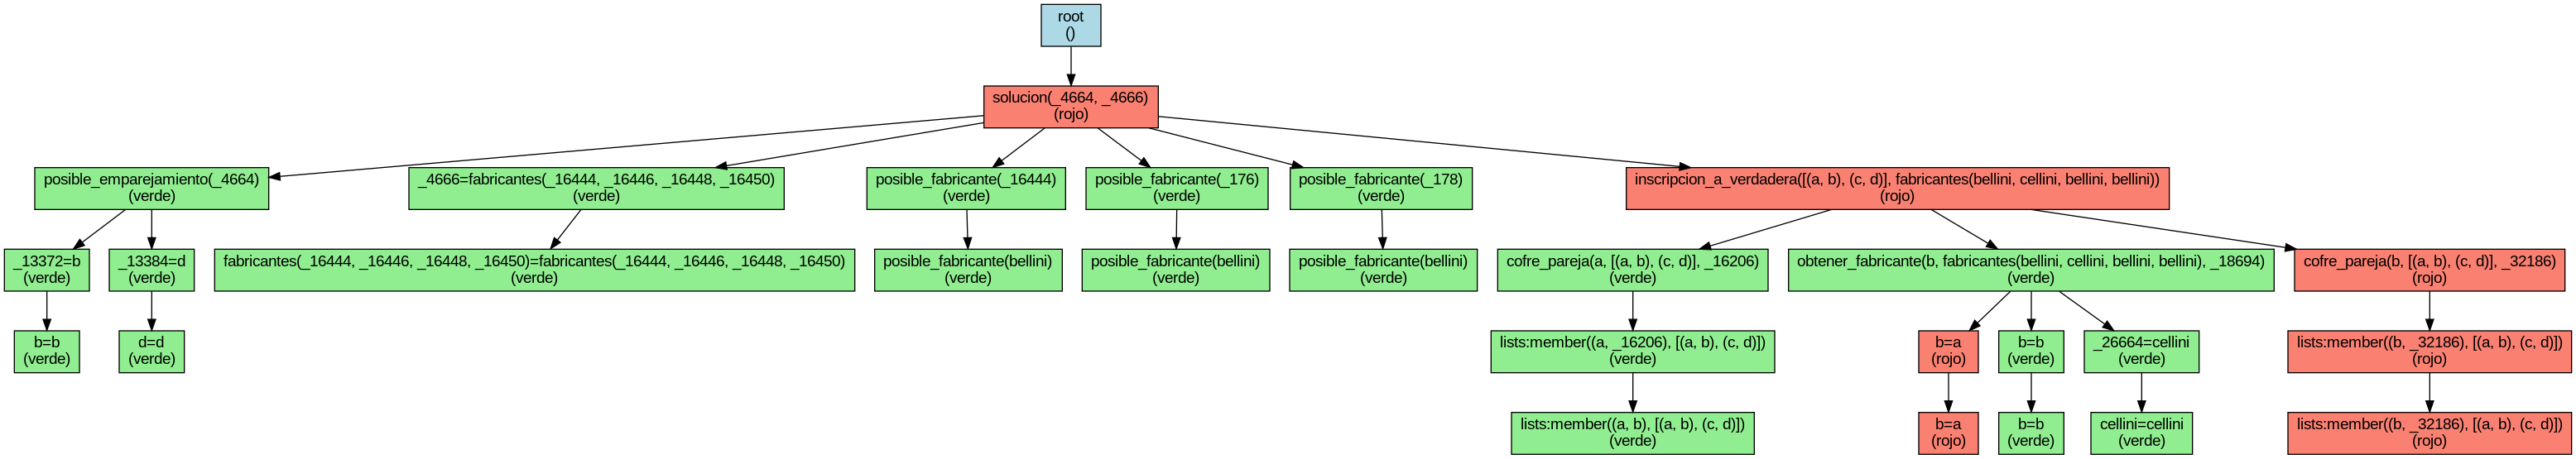 root
()
solucion(_4664, _4666)
(rojo)
posible_emparejamiento(_4664)
(verde)
_4666=fabricantes(_16444, _16446, _16448, _16450)
(verde)
posible_fabricante(_16444)
(verde)
posible_fabricante(_176)
(verde)
posible_fabricante(_178)
(verde)
inscripcion_a_verdadera([(a, b), (c, d)], fabricantes(bellini, cellini, bellini, bellini))
(rojo)
_13372=b
(verde)
_13384=d
(verde)
fabricantes(_16444, _16446, _16448, _16450)=fabricantes(_16444, _16446, _16448, _16450)
(verde)
posible_fabricante(bellini)
(verde)
posible_fabricante(bellini)
(verde)
posible_fabricante(bellini)
(verde)
cofre_pareja(a, [(a, b), (c, d)], _16206)
(verde)
obtener_fabricante(b, fabricantes(bellini, cellini, bellini, bellini), _18694)
(verde)
cofre_pareja(b, [(a, b), (c, d)], _32186)
(rojo)
b=b
(verde)
d=d
(verde)
lists:member((a, _16206), [(a, b), (c, d)])
(verde)
b=a
(rojo)
b=b
(verde)
_26664=cellini
(verde)
lists:member((b, _32186), [(a, b), (c, d)])
(rojo)
lists:member((a, b), [(a, b), (c, d)])
(verde)
b=a
(rojo)
b=b
(verde)
cellini=cellini
(verde)
lists:member((b, _32186), [(a, b), (c, d)])
(rojo)